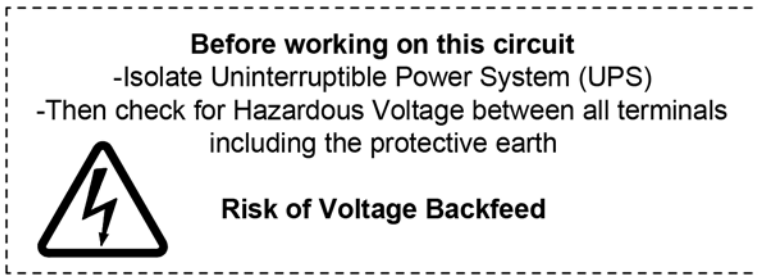 Before working on this circuit
-Isolate Uninterruptible Power System (UPS)
-Then check for Hazardous Voltage between all terminals
including the protective earth
Risk of Voltage Backfeed